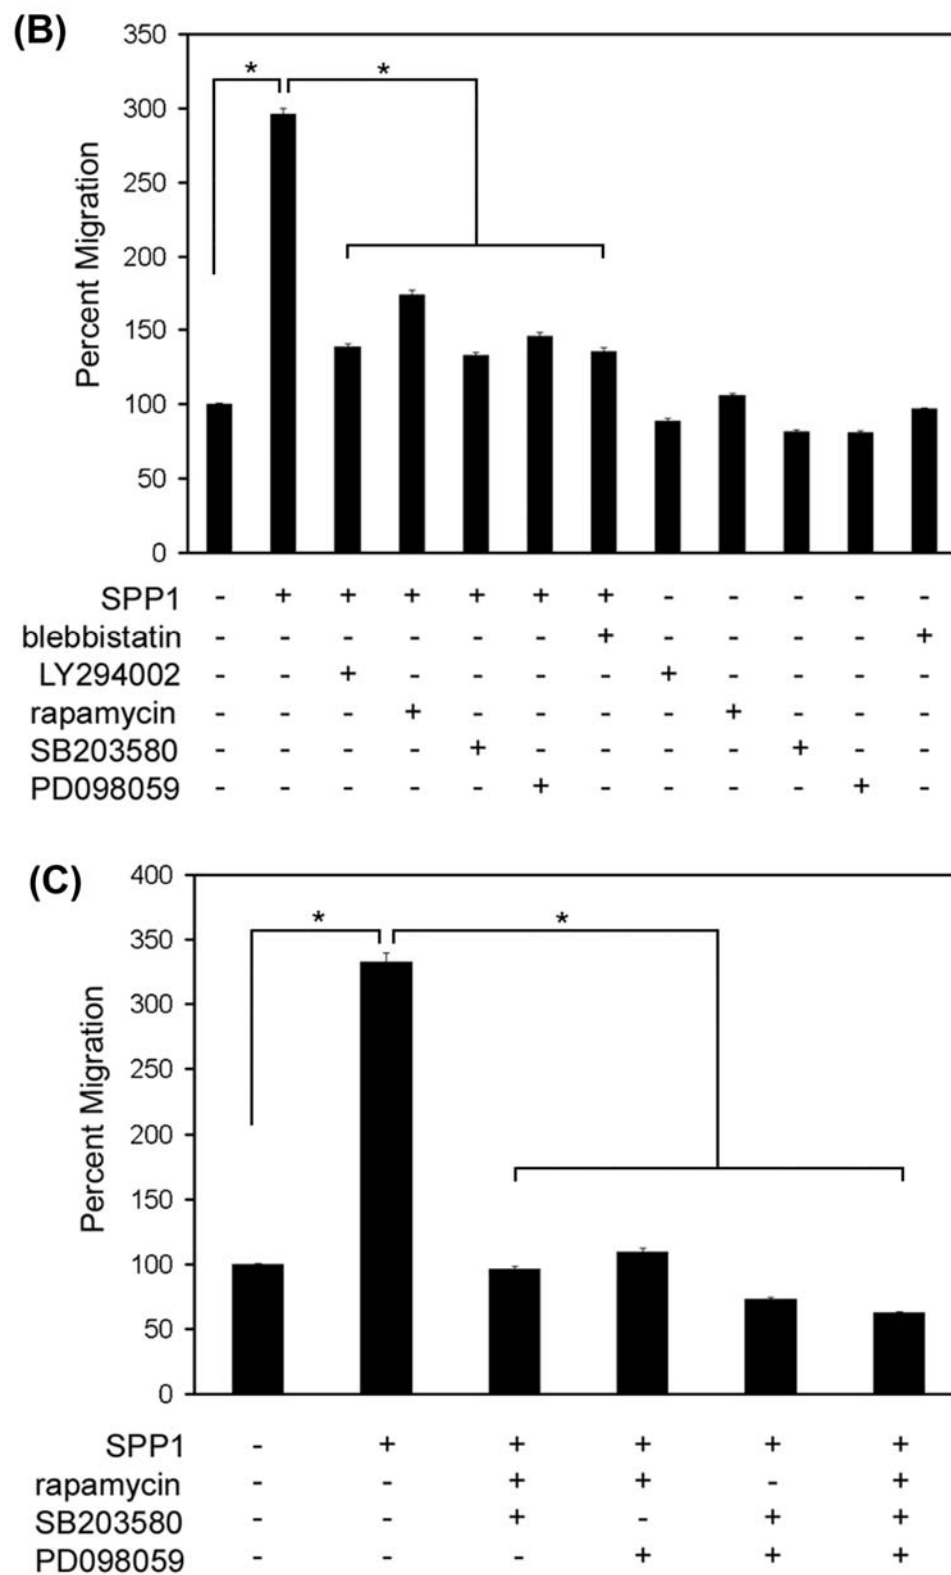 (B)
350
* *
300
250
200
150
100
50
0
Percent Migration
SPP1 - + + + + + + - - - - -
blebbistatin - - - - - - + - - - - +
LY294002 - - + - - - - + - - - -
rapamycin - - - + - - - - + - - -
SB203580 - - - - + - - - - + - -
PD098059 - - - - - + - - - - + -
(C)
400
350
* *
300
250
200
150
100
50
0
Percent Migration
SPP1 - + + + + +
rapamycin - - + + - +
SB203580 - - + - + +
PD098059 - - - + + +